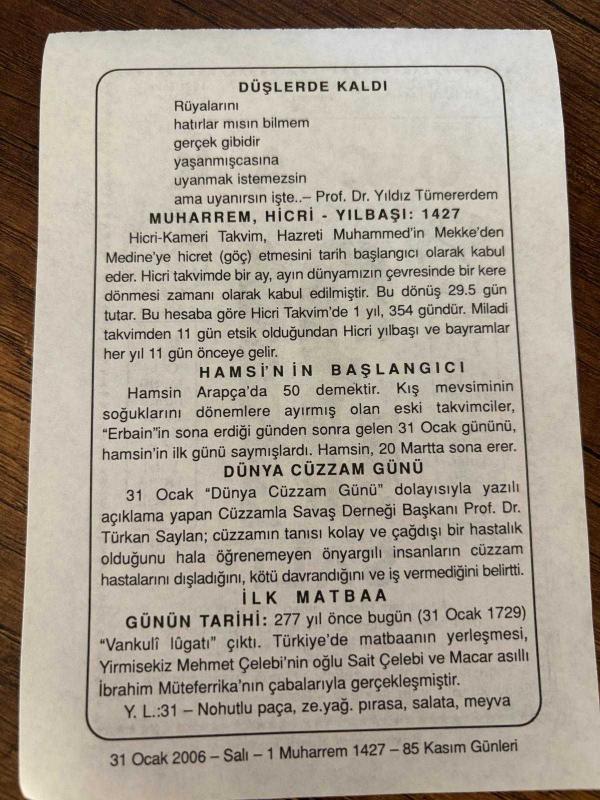 DÜŞLERDE KALDI
Rüyalarını
hatırlar mısın bilmem
gerçek gibidir
yaşanmışcasına
uyanmak istemezsin
ama uyanırsın işte..– Prof. Dr. Yıldız Tümererdem
MUHARREM, HİCRİ - YILBAŞI: 1427
Hicri-Kameri Takvim, Hazreti Muhammed'in Mekke'den
Medine'ye hicret (göç) etmesini tarih başlangıcı olarak kabul
eder. Hicri takvimde bir ay, ayın dünyamızın çevresinde bir kere
dönmesi zamanı olarak kabul edilmiştir. Bu dönüş 29.5 gün
tutar. Bu hesaba göre Hicri Takvim'de 1 yıl, 354 gündür. Miladi
takvimden 11 gün etsik olduğundan Hicri yılbaşı ve bayramlar
her yıl 11 gün önceye gelir.
HAMSİ'NİN BAŞLANGICI
Hamsin Arapça'da 50 demektir. Kış mevsiminin
soğuklarını dönemlere ayırmış olan eski takvimciler,
"Erbain"in sona erdiği günden sonra gelen 31 Ocak gününü,
hamsin'in ilk günü saymışlardı. Hamsin, 20 Martta sona erer.
DÜNYA CÜZZAM GÜNÜ
31 Ocak "Dünya Cüzzam Günü" dolayısıyla yazılı
açıklama yapan Cüzzamla Savaş Derneği Başkanı Prof. Dr.
Türkan Saylan; cüzzamın tanısı kolay ve çağdışı bir hastalık
olduğunu hala öğrenemeyen önyargılı insanların cüzzam
hastalarını dışladığını, kötü davrandığını ve iş vermediğini belirtti.
İLK MATBAA
GÜNÜN TARİHİ: 277 yıl önce bugün (31 Ocak 1729)
"Vankulî lûgatı" çıktı. Türkiye'de matbaanın yerleşmesi,
Yirmisekiz Mehmet Çelebi'nin oğlu Sait Çelebi ve Macar asıllı
İbrahim Müteferrika'nın çabalarıyla gerçekleşmiştir.
Y. L.:31 – Nohutlu paça, ze.yağ. pırasa, salata, meyva
31 Ocak 2006 – Salı – 1 Muharrem 1427 – 85 Kasım Günleri